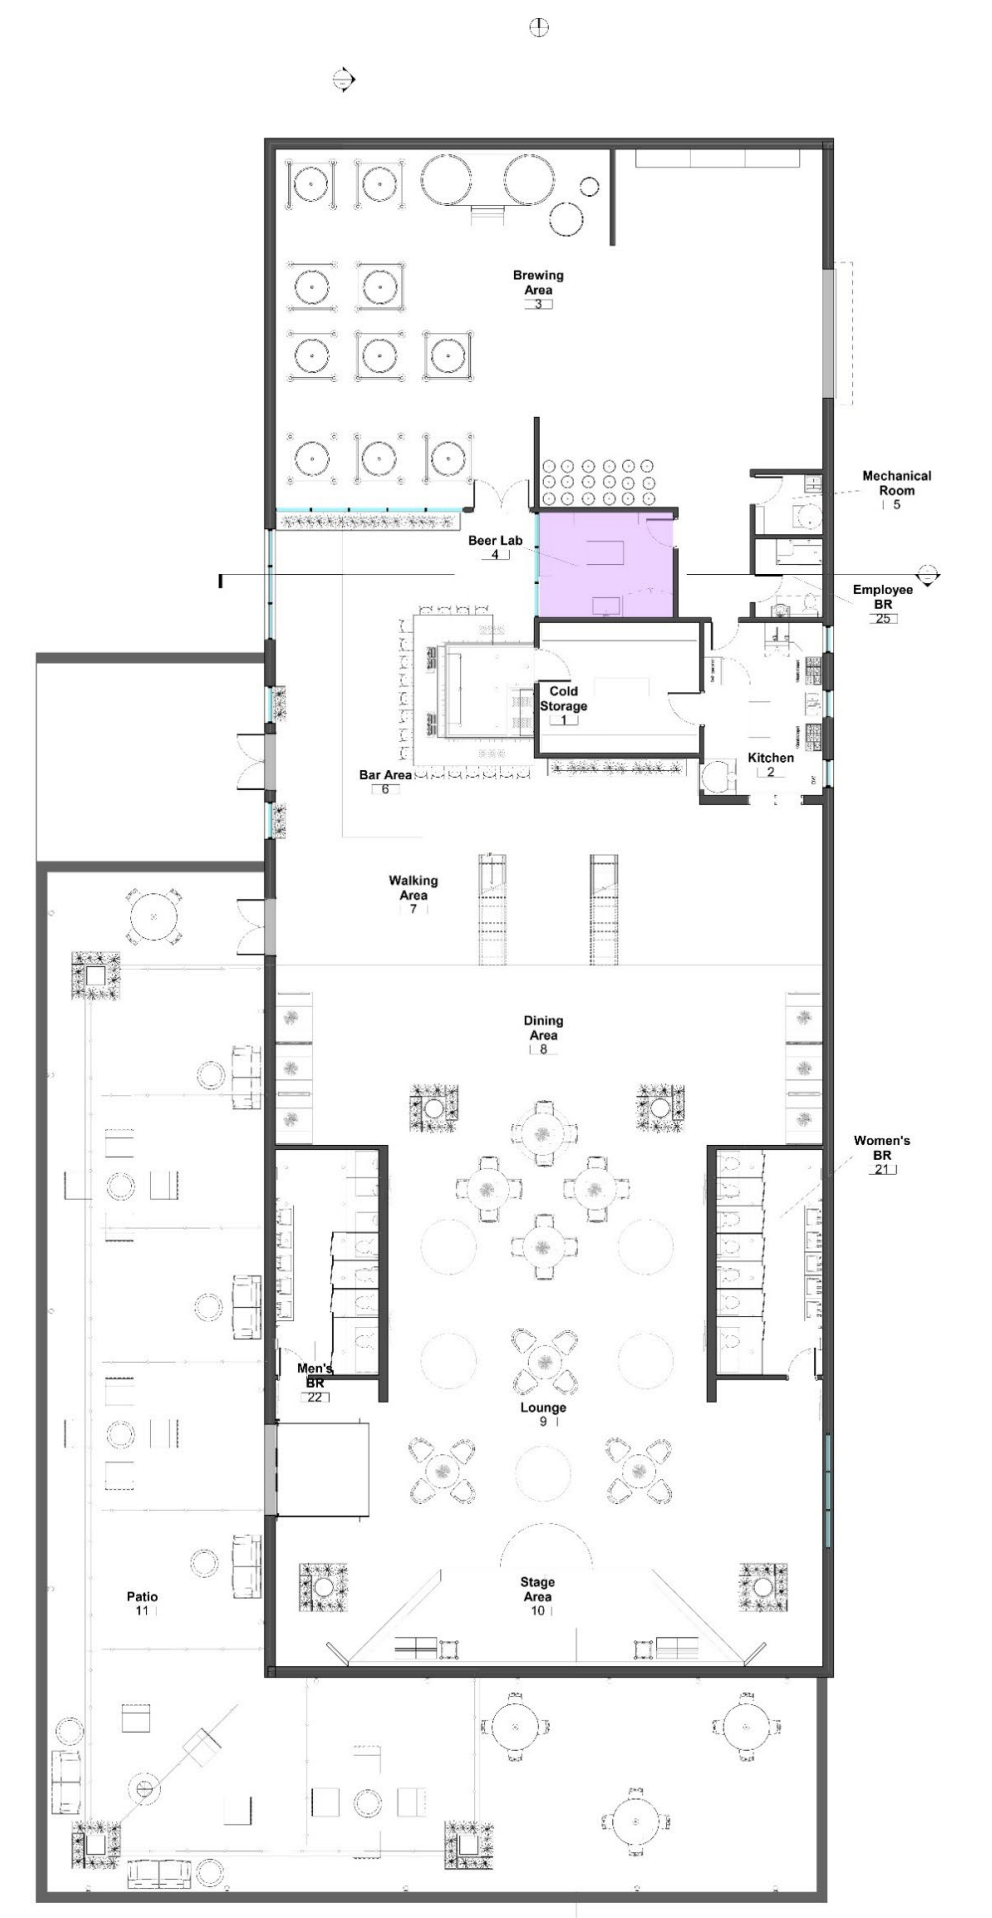 Brewing
Area
3
Mechanical
Room
5
Beer Lab
4
Employee
BR
25
Cold
Storage
1
Kitchen
2
Bar Area
6
Walking
Area
7
Dining
Area
8
Women's
BR
21
Men's
BR
22
Lounge
9
Stage
Area
10
Patio
11